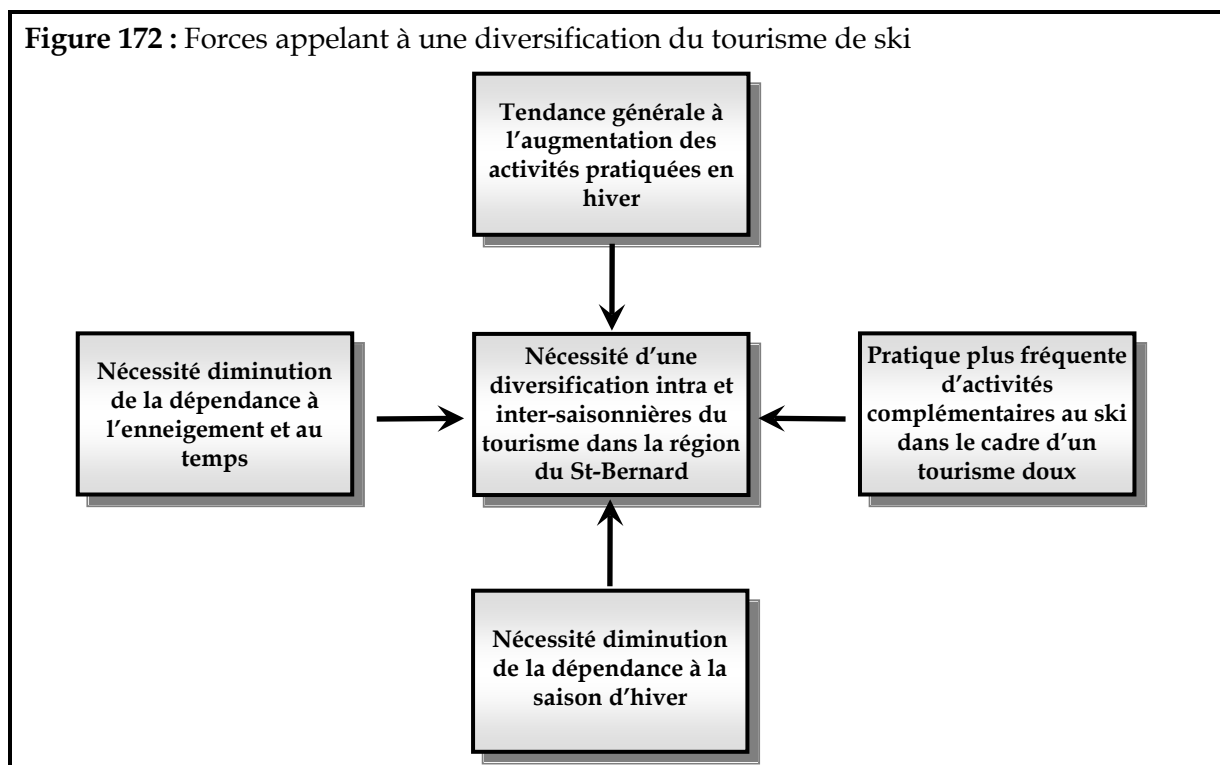 Figure 172 : Forces appelant à une diversification du tourisme de ski
Tendance générale à
l’augmentation des
activités pratiquées en
hiver
Nécessité diminution
de la dépendance à
l’enneigement et au
temps
Nécessité d’une
diversification intra et
inter-saisonnières du
tourisme dans la région
du St-Bernard
Pratique plus fréquente
d’activités
complémentaires au ski
dans le cadre d’un
tourisme doux
Nécessité diminution
de la dépendance à la
saison d’hiver